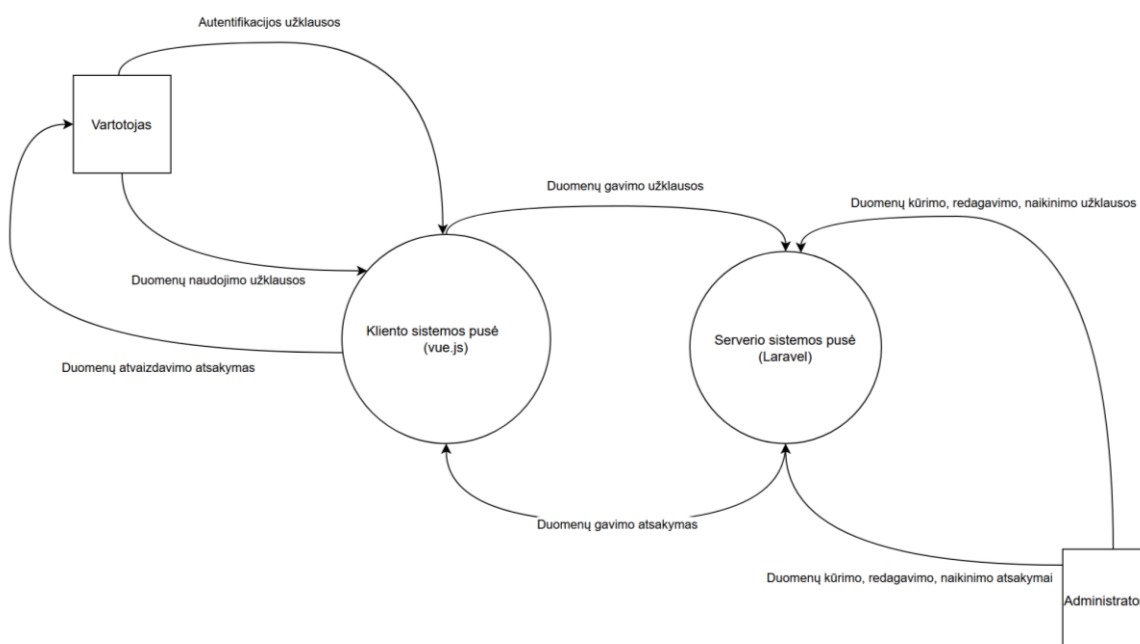 Autentifikacijos užklausos
Vartotojas
Duomenų gavimo užklausos
Duomenų kūrimo, redagavimo, naikinimo užklausos
Duomenų naudojimo užklausos
Kliento sistemos pusė
(vue.js)
Serverio sistemos pusė
(Laravel)
Duomenų atvaizdavimo atsakymas
Duomenų gavimo atsakymas
Duomenų kūrimo, redagavimo, naikinimo atsakymai
Administrato